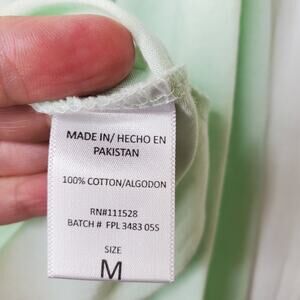 MADE IN/ HECHO EN
PAKISTAN
100% COTTON/ALGODON
RN#111528
BATCH # FPL 3483 05S
SIZE
M